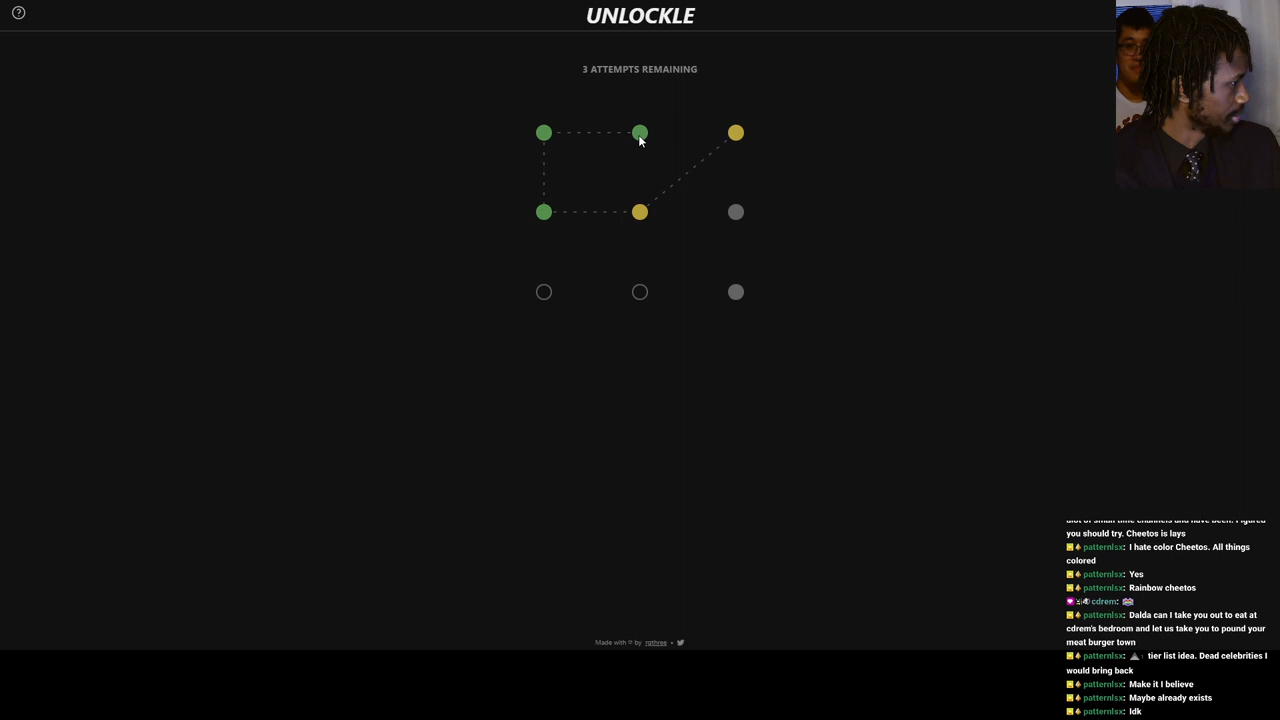 UNLOCKLE
3 ATTEMPTS REMAINING
you should try. Cheetos is lays
patternlsx: I hate color Cheetos. All things
colored
patternlsx: Yes
patternlsx: Rainbow cheetos
cdrem:
patternlsx: Dalda can I take you out to eat at
cdrem's bedroom and let us take you to pound your
meat burger town
patternlsx: tier list idea. Dead celebrities I
would bring back
patternlsx: Make it I believe
patternlsx: Maybe already exists
patternlsx: Idk
Made with ♡ by rgthree •